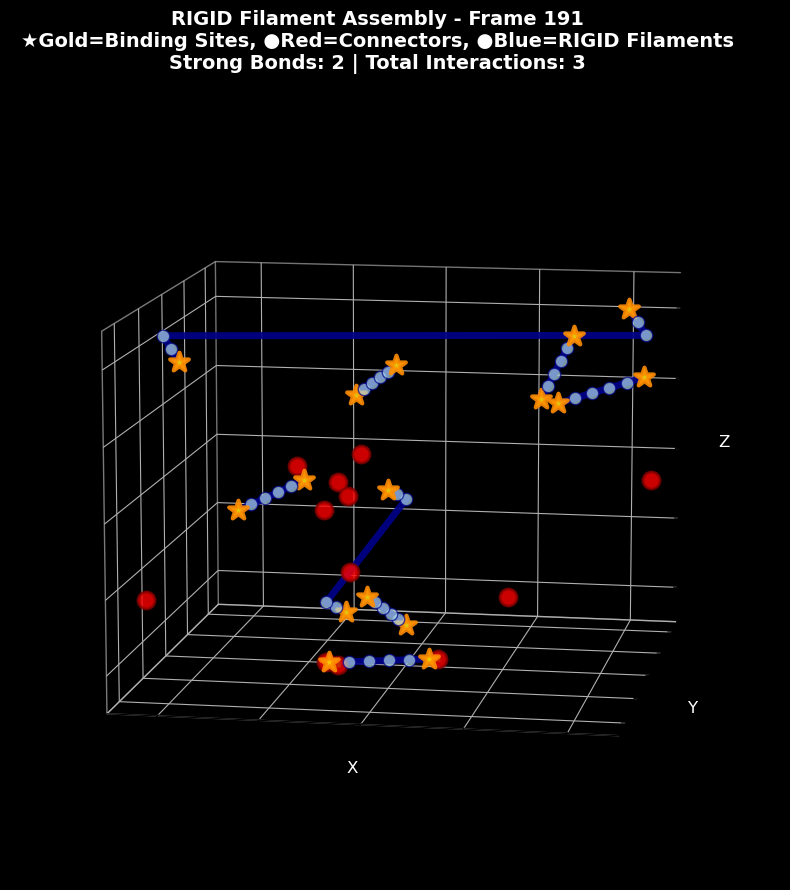 RIGID Filament Assembly - Frame 191
★Gold=Binding Sites, ●Red=Connectors, ●Blue=RIGID Filaments
Strong Bonds: 2 | Total Interactions: 3
Z
Y
X